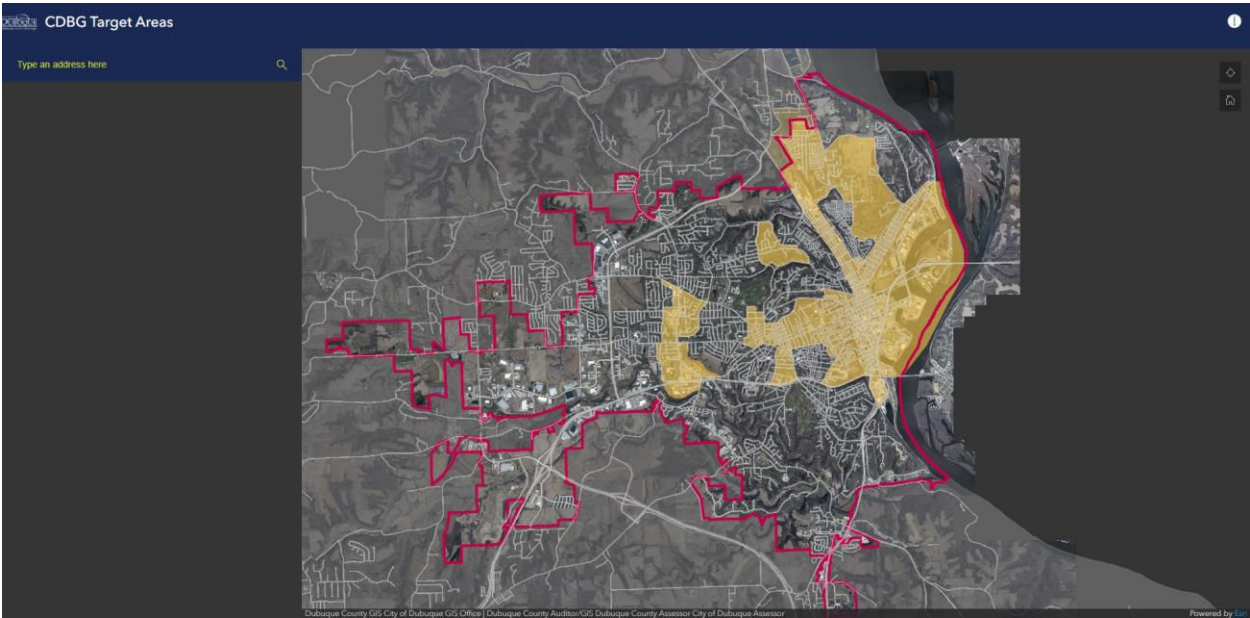 CDBG Target Areas
Type an address here
Dubuque County GIS City of Dubuque GIS Office | Dubuque County Auditor/GIS Dubuque County Assessor City of Dubuque Assessor
Powered by Esri